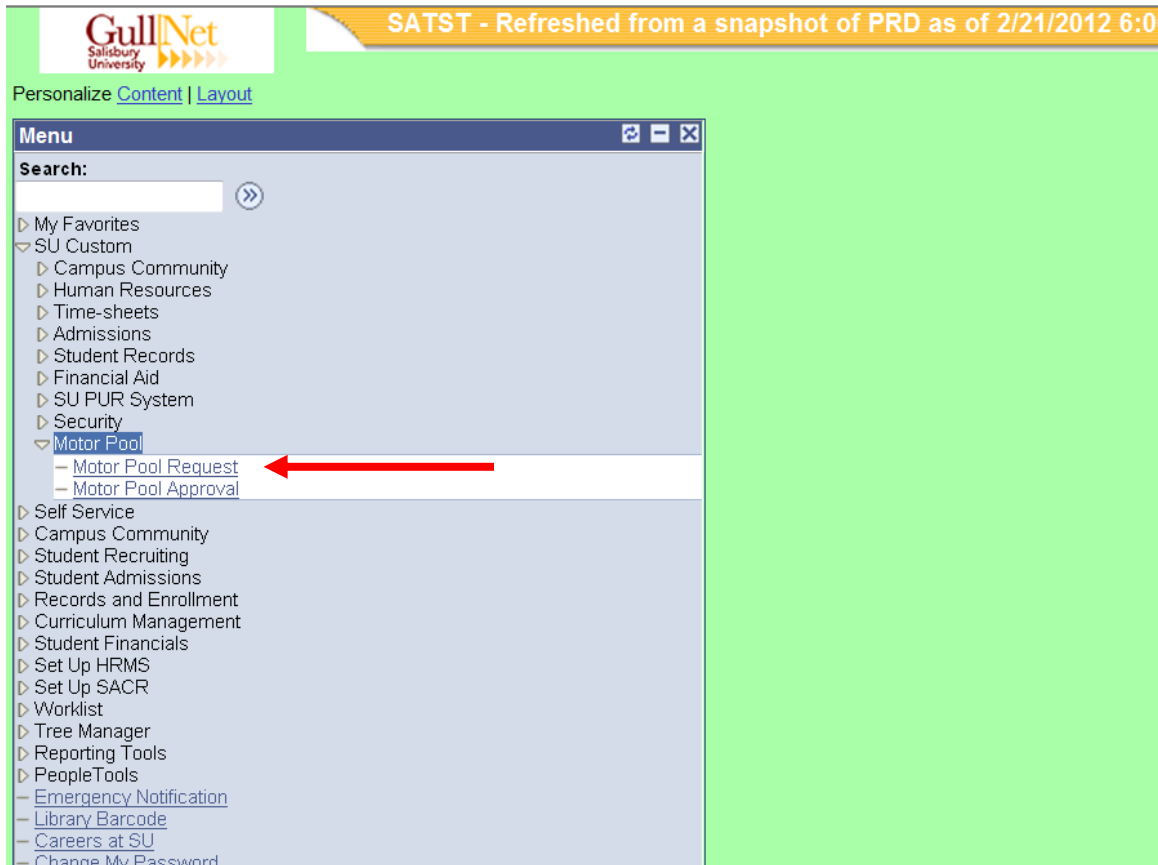 GullNet
Salisbury
University
SATST - Refreshed from a snapshot of PRD as of 2/21/2012 6:0
Personalize Content | Layout
Menu
Search:
My Favorites
SU Custom
Campus Community
Human Resources
Time-sheets
Admissions
Student Records
Financial Aid
SU PUR System
Security
Motor Pool
Motor Pool Request
Motor Pool Approval
Self Service
Campus Community
Student Recruiting
Student Admissions
Records and Enrollment
Curriculum Management
Student Financials
Set Up HRMS
Set Up SACR
Worklist
Tree Manager
Reporting Tools
PeopleTools
Emergency Notification
Library Barcode
Careers at SU
Change My Password